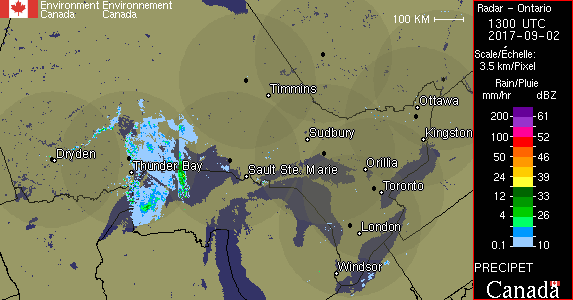 Environment Environnement
Canada Canada
100 KM
Timmins
Ottawa
Sudbury
Kingston
Dryden
Thunder Bay
Sault Ste. Marie
Orillia
Toronto
London
Windsor
Radar - Ontario
1300 UTC
2017-09-02
Scale/Échelle:
3.5 km/Pixel
Rain/Pluie
mm/hr dBZ
200 61
100 52
50 46
24 39
12 33
4 26
0.1 10
PRECIPET
Canada